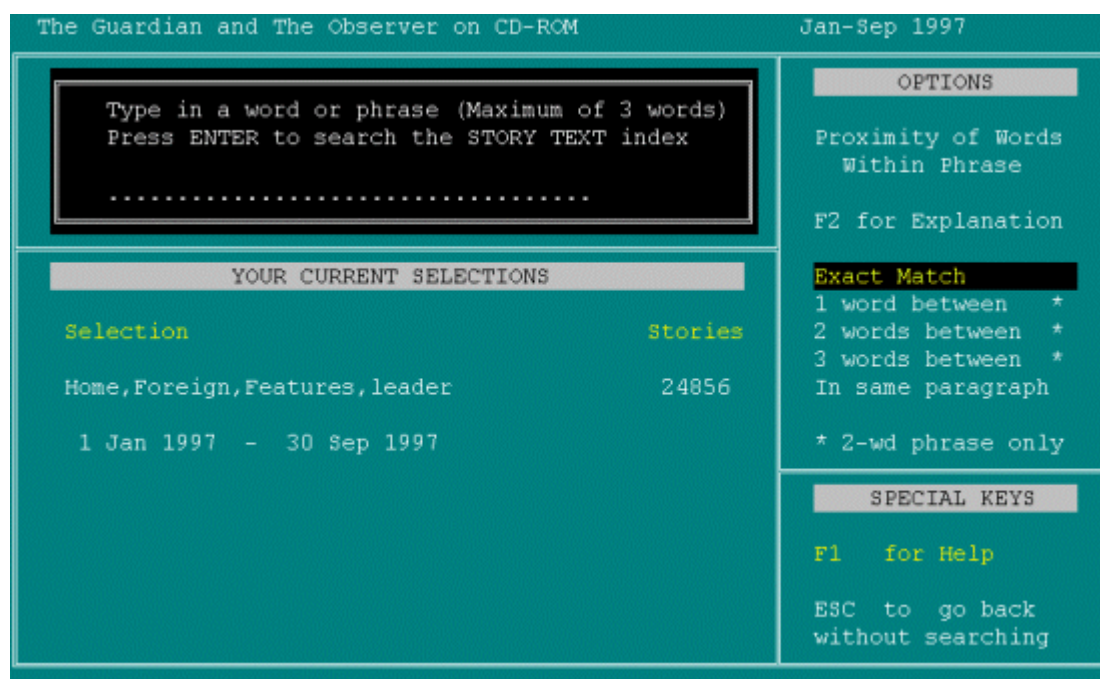 The Guardian and The Observer on CD-ROM
Jan-Sep 1997
Type in a word or phrase (Maximum of 3 words)
Press ENTER to search the STORY TEXT index
...................................
YOUR CURRENT SELECTIONS
Selection Stories
Home,Foreign,Features,leader 24856
1 Jan 1997 - 30 Sep 1997
OPTIONS
Proximity of Words
Within Phrase
F2 for Explanation
Exact Match
1 word between *
2 words between *
3 words between *
In same paragraph
* 2-wd phrase only
SPECIAL KEYS
F1 for Help
ESC to go back
without searching